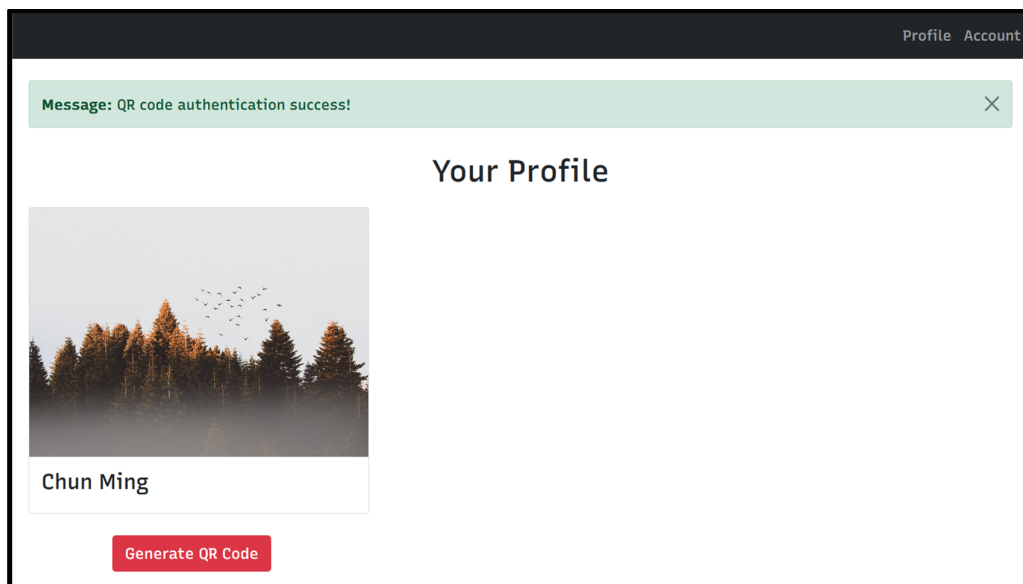 Profile Account
Message: QR code authentication success!
Your Profile
Chun Ming
Generate QR Code